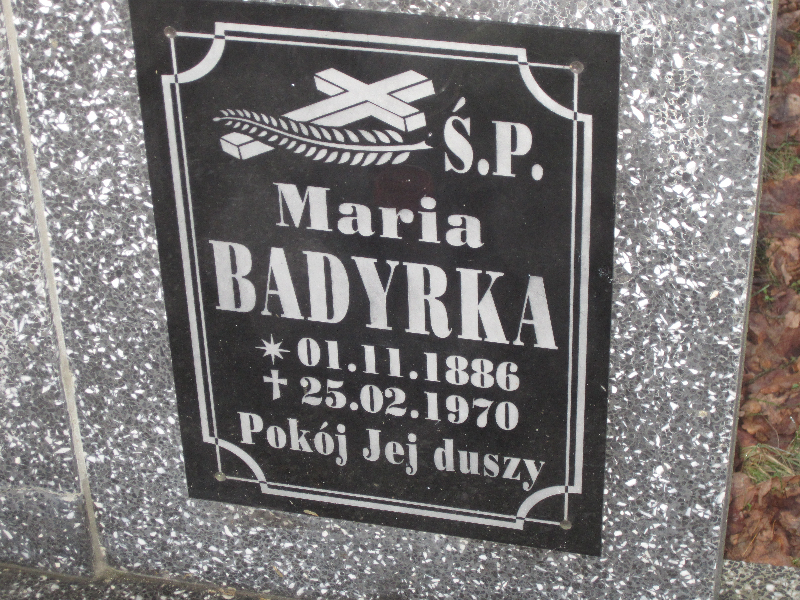 Ś.P.
Maria
BADYRKA
* 01.11.1886
† 25.02.1970
Pokój Jej duszy